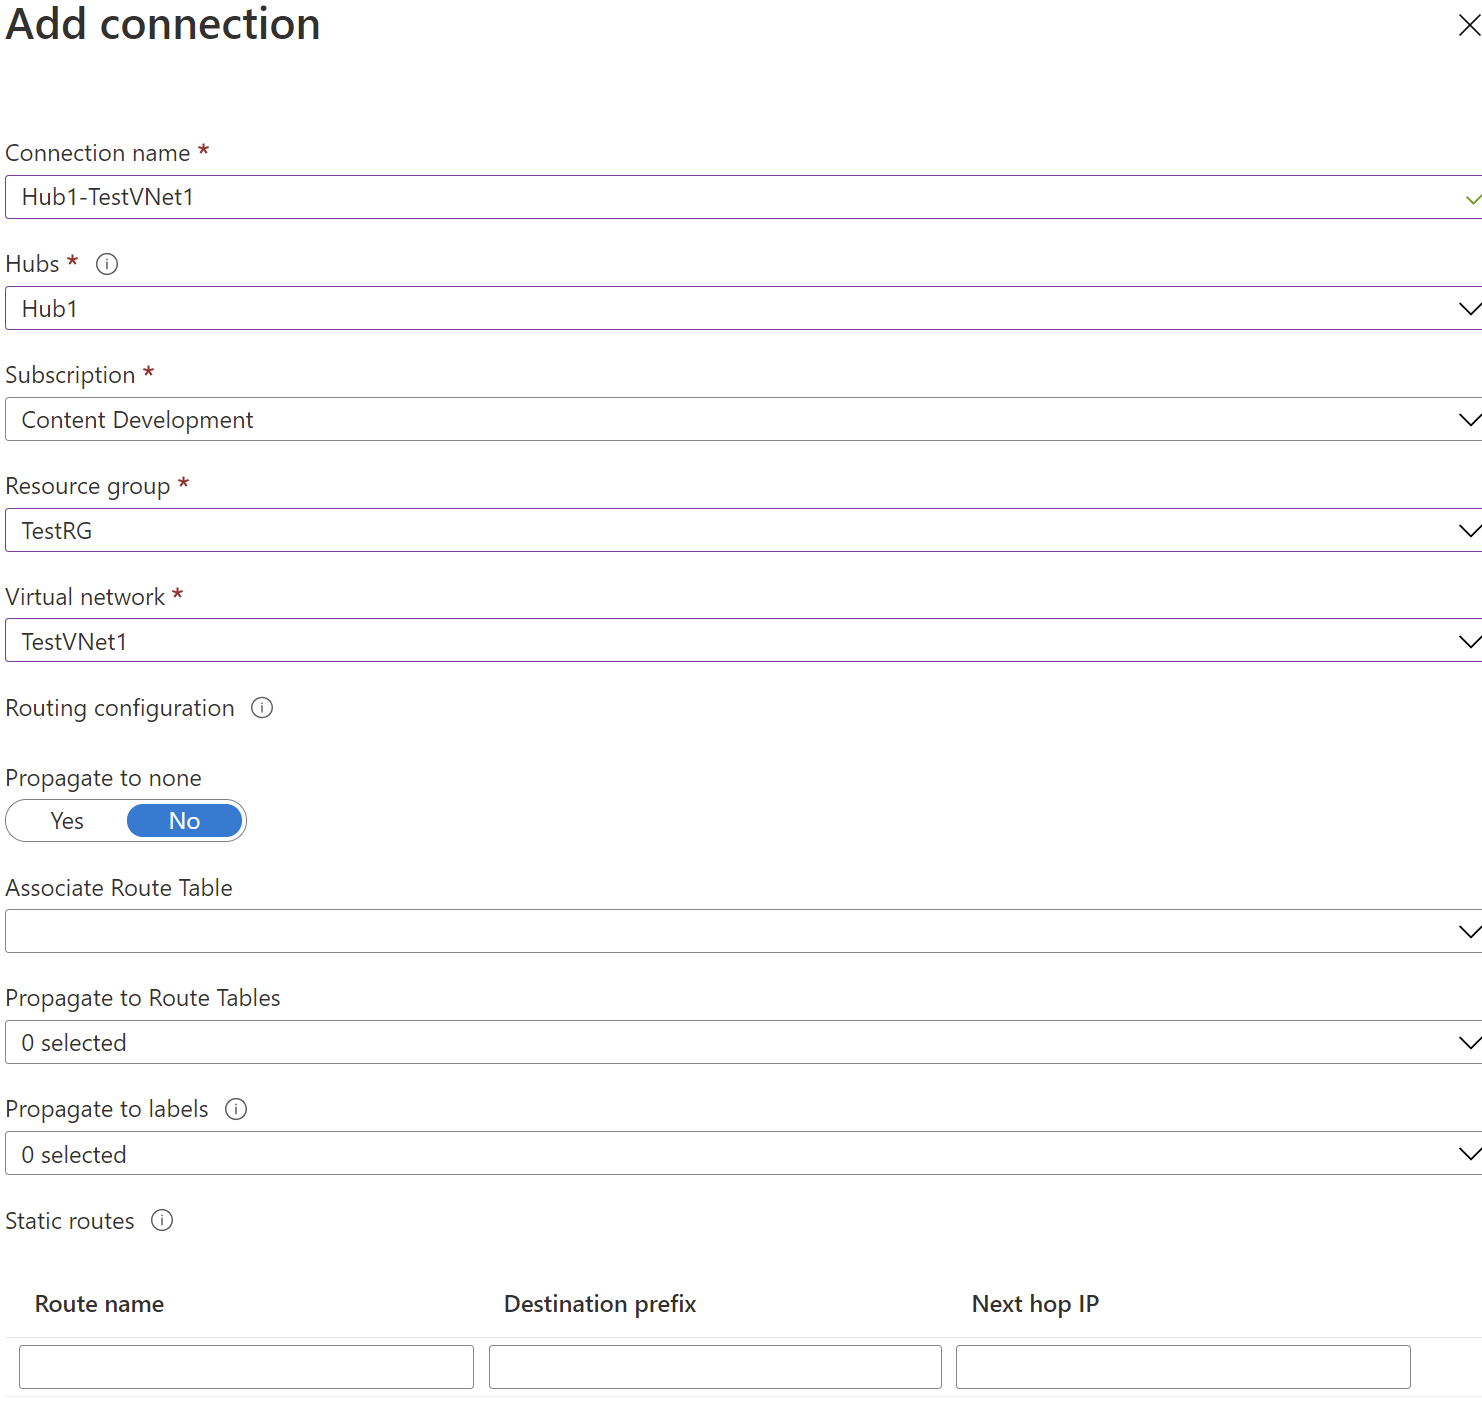 Add connection
Connection name *
Hub1-TestVNet1
Hubs *
Hub1
Subscription *
Content Development
Resource group *
TestRG
Virtual network *
TestVNet1
Routing configuration
Propagate to none
Yes No
Associate Route Table
Propagate to Route Tables
0 selected
Propagate to labels
0 selected
Static routes
Route name Destination prefix Next hop IP